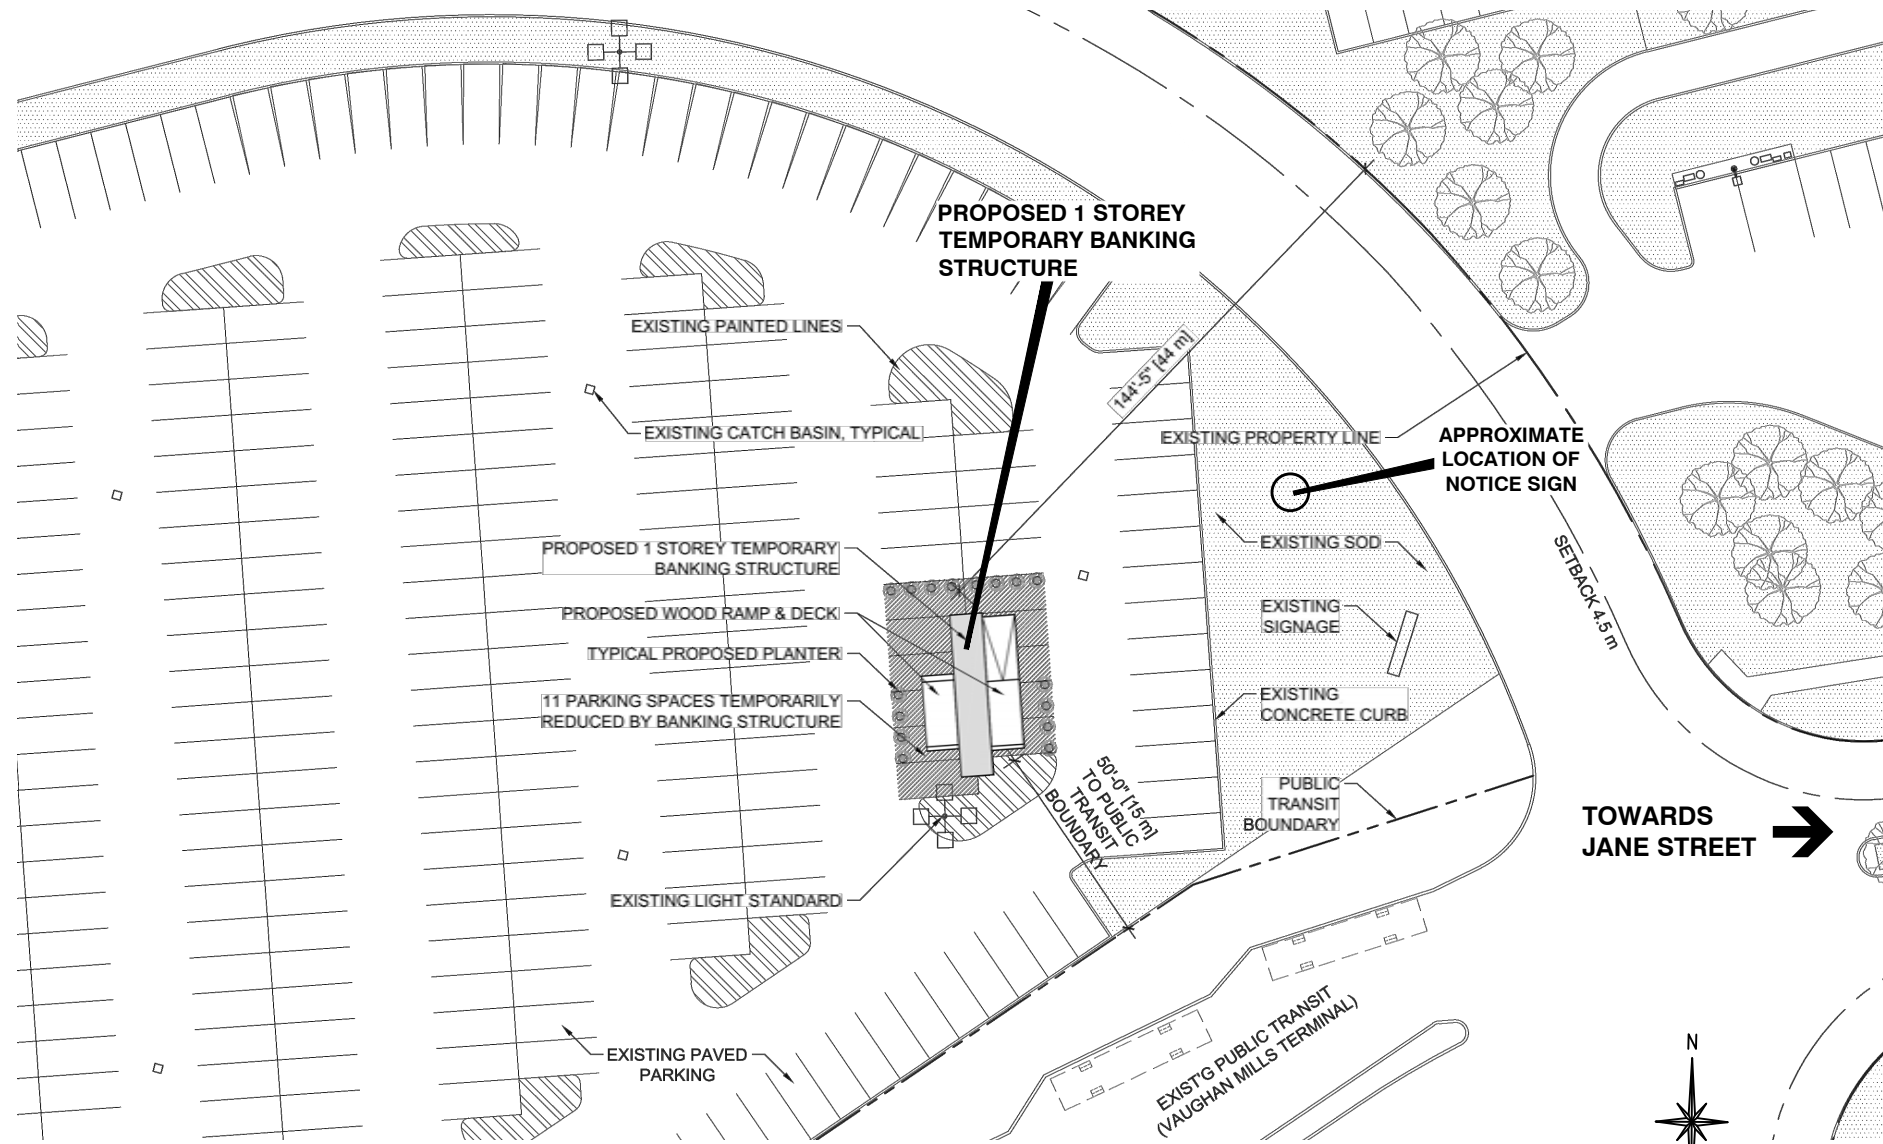 PROPOSED 1 STOREY
TEMPORARY BANKING
STRUCTURE
EXISTING PAINTED LINES
144'-5" [44 m]
EXISTING CATCH BASIN, TYPICAL
EXISTING PROPERTY LINE
APPROXIMATE
LOCATION OF
NOTICE SIGN
PROPOSED 1 STOREY TEMPORARY
BANKING STRUCTURE
EXISTING SOD
SETBACK 4.5 m
PROPOSED WOOD RAMP & DECK
EXISTING
SIGNAGE
TYPICAL PROPOSED PLANTER
11 PARKING SPACES TEMPORARILY
REDUCED BY BANKING STRUCTURE
EXISTING
CONCRETE CURB
50'-0" [15 m]
TO PUBLIC
TRANSIT
BOUNDARY
PUBLIC
TRANSIT
BOUNDARY
TOWARDS
JANE STREET
EXISTING LIGHT STANDARD
EXISTING PAVED
PARKING
EXIST'G PUBLIC TRANSIT
(VAUGHAN MILLS TERMINAL)
N